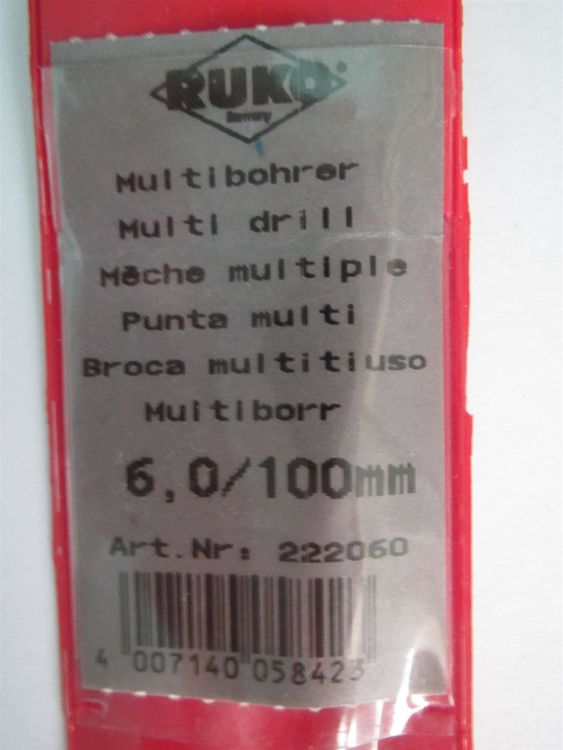 RUKO
Germany
Multibohrer
Multi drill
Mèche multiple
Punta multi
Broca multitiuso
Multiborr
6,0/100mm
Art.Nr: 222060
4 007140 058423